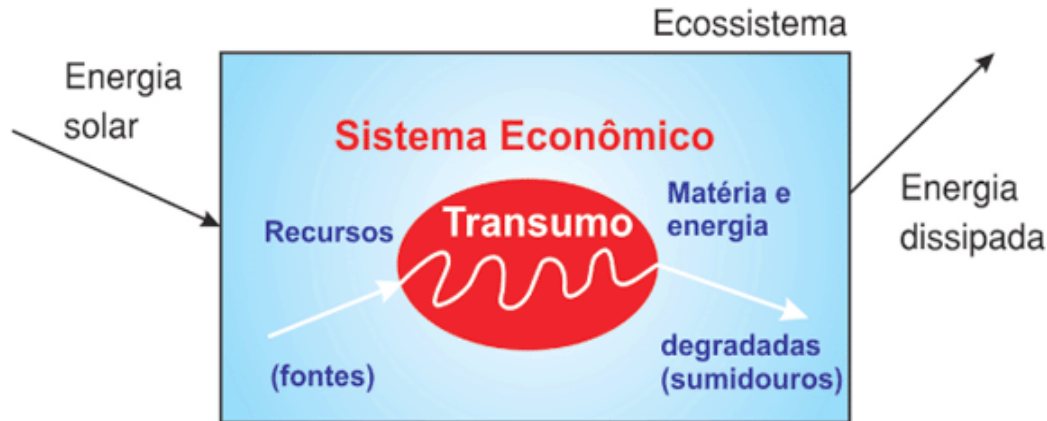 Ecossistema
Energia
solar
Sistema Econômico
Recursos
Transumo
Matéria e
energia
Energia
dissipada
(fontes)
degradadas
(sumidouros)